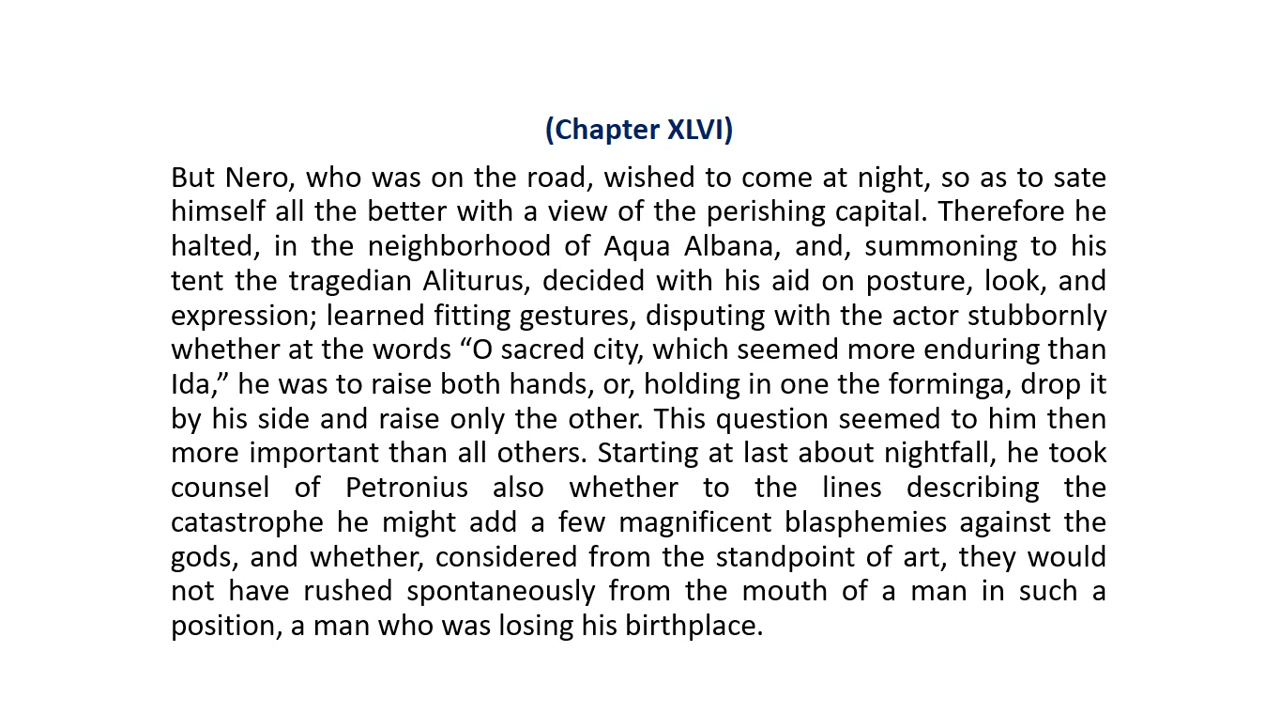 (Chapter XLVI)
But Nero, who was on the road, wished to come at night, so as to sate
himself all the better with a view of the perishing capital. Therefore he
halted, in the neighborhood of Aqua Albana, and, summoning to his
tent the tragedian Aliturus, decided with his aid on posture, look, and
expression; learned fitting gestures, disputing with the actor stubbornly
whether at the words “O sacred city, which seemed more enduring than
Ida,” he was to raise both hands, or, holding in one the forminga, drop it
by his side and raise only the other. This question seemed to him then
more important than all others. Starting at last about nightfall, he took
counsel of Petronius also whether to the lines describing the
catastrophe he might add a few magnificent blasphemies against the
gods, and whether, considered from the standpoint of art, they would
not have rushed spontaneously from the mouth of a man in such a
position, a man who was losing his birthplace.